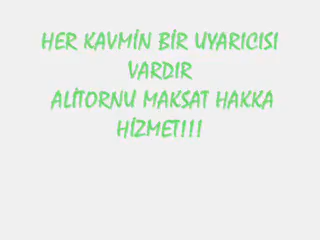 HER KAVMİN BİR UYARICISI
VARDIR
ALİTORNU MAKSAT HAKKA
HİZMET!!!